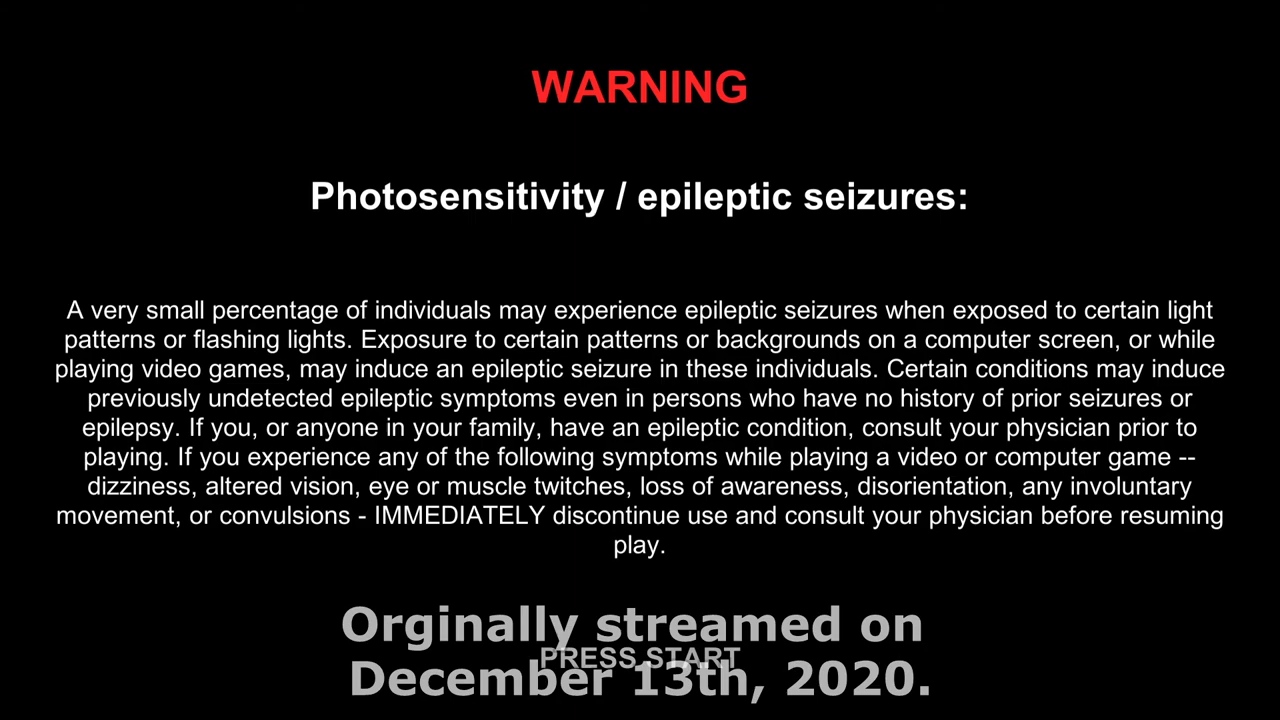 WARNING
Photosensitivity / epileptic seizures:
A very small percentage of individuals may experience epileptic seizures when exposed to certain light
patterns or flashing lights. Exposure to certain patterns or backgrounds on a computer screen, or while
playing video games, may induce an epileptic seizure in these individuals. Certain conditions may induce
previously undetected epileptic symptoms even in persons who have no history of prior seizures or
epilepsy. If you, or anyone in your family, have an epileptic condition, consult your physician prior to
playing. If you experience any of the following symptoms while playing a video or computer game --
dizziness, altered vision, eye or muscle twitches, loss of awareness, disorientation, any involuntary
movement, or convulsions - IMMEDIATELY discontinue use and consult your physician before resuming
play.
Orginally streamed on
PRESS START
December 13th, 2020.